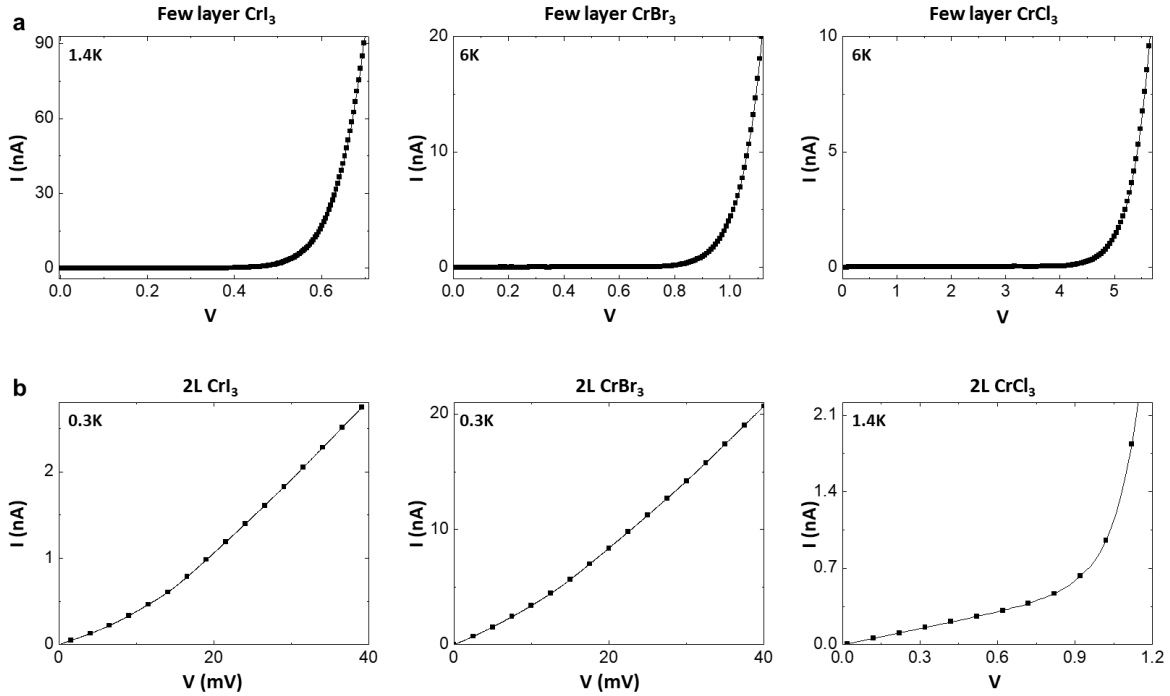 a
Few layer CrI₃
Few layer CrBr₃
Few layer CrCl₃
90
60
30
0
I (nA)
1.4K
0.0
0.2
0.4
0.6
V
20
10
0
I (nA)
6K
0.0
0.2
0.4
0.6
0.8
1.0
V
10
5
0
I (nA)
6K
0
1
2
3
4
5
V
b
2L CrI₃
2L CrBr₃
2L CrCl₃
2
1
0
I (nA)
0.3K
0
20
40
V (mV)
20
10
0
I (nA)
0.3K
0
20
40
V (mV)
2.1
1.4
0.7
0.0
I (nA)
1.4K
0.0
0.3
0.6
0.9
1.2
V